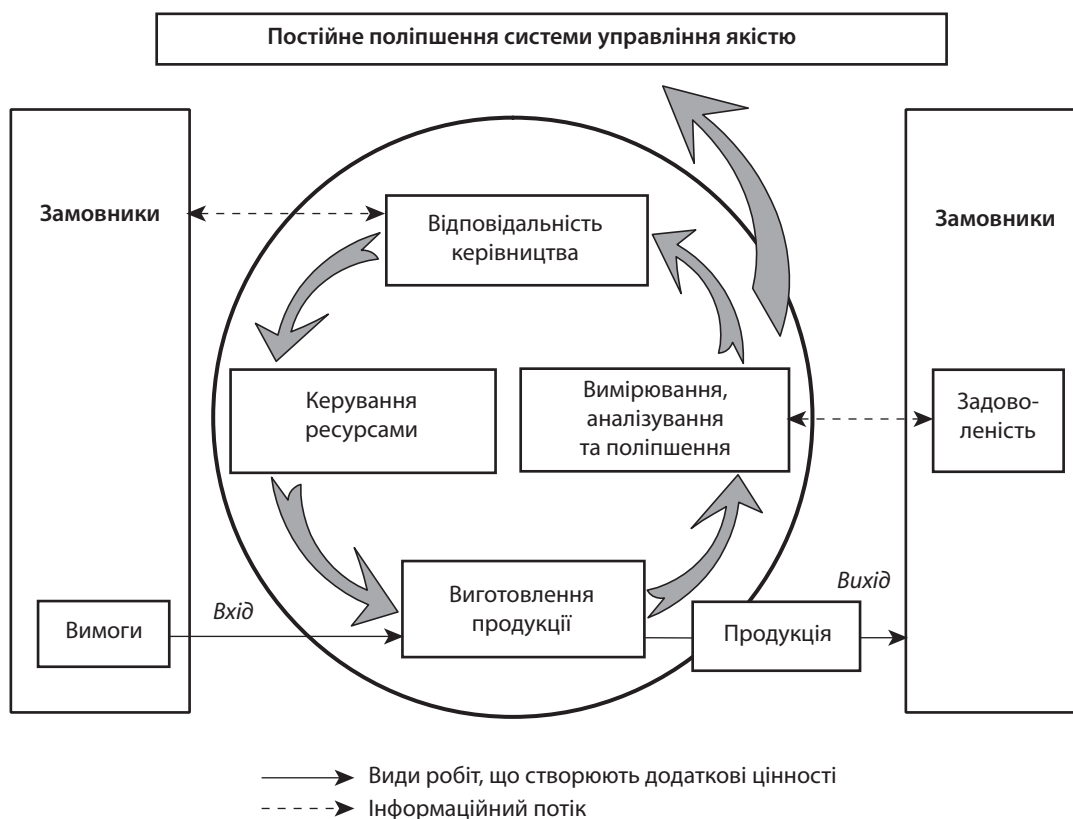 Постійне поліпшення системи управління якістю
Замовники
Відповідальність
керівництва
Замовники
Керування
ресурсами
Вимірювання,
аналізування
та поліпшення
Задово-
леність
Вимоги
Вхід
Виготовлення
продукції
Продукція
Вихід
Види робіт, що створюють додаткові цінності
Інформаційний потік